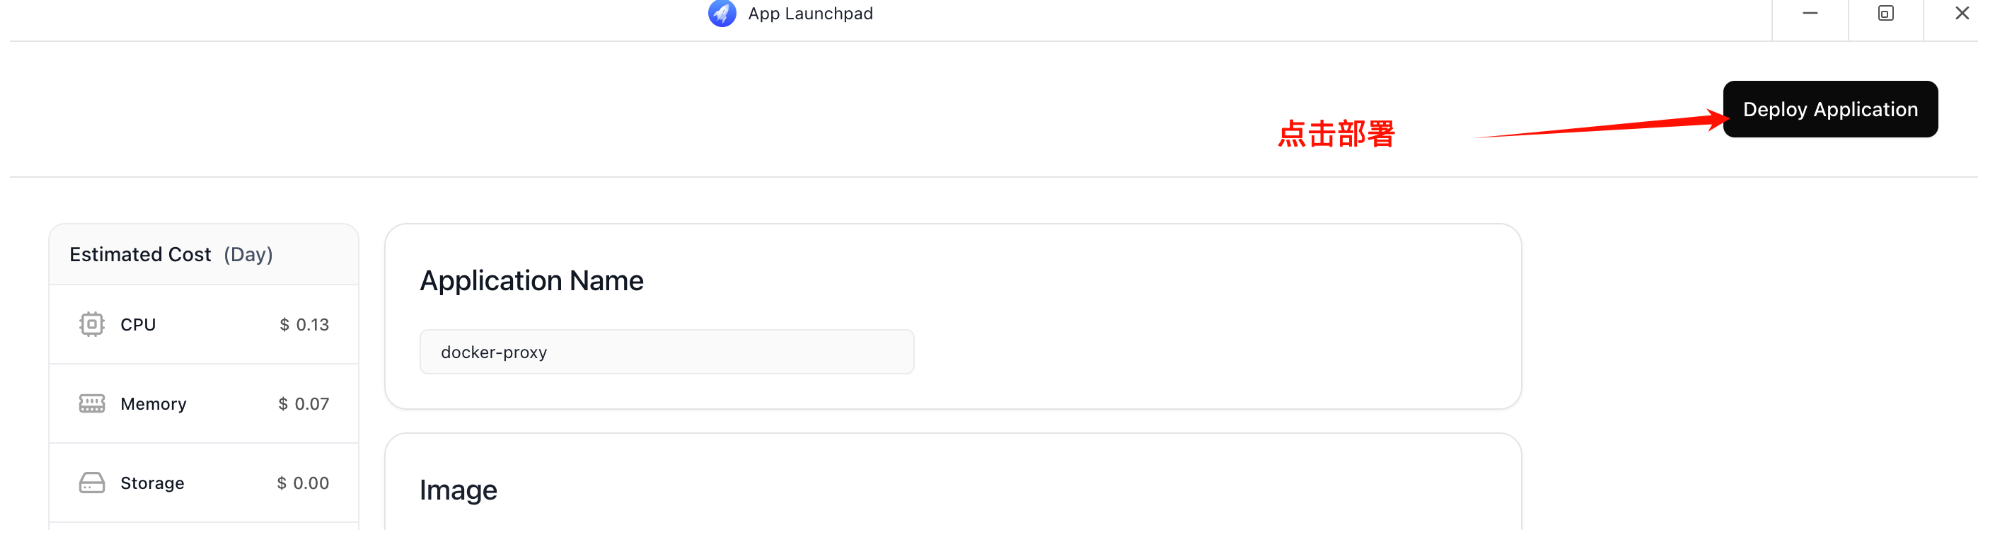 App Launchpad
Deploy Application
点击部署
Estimated Cost (Day)
CPU $ 0.13
Memory $ 0.07
Storage $ 0.00
Application Name
docker-proxy
Image